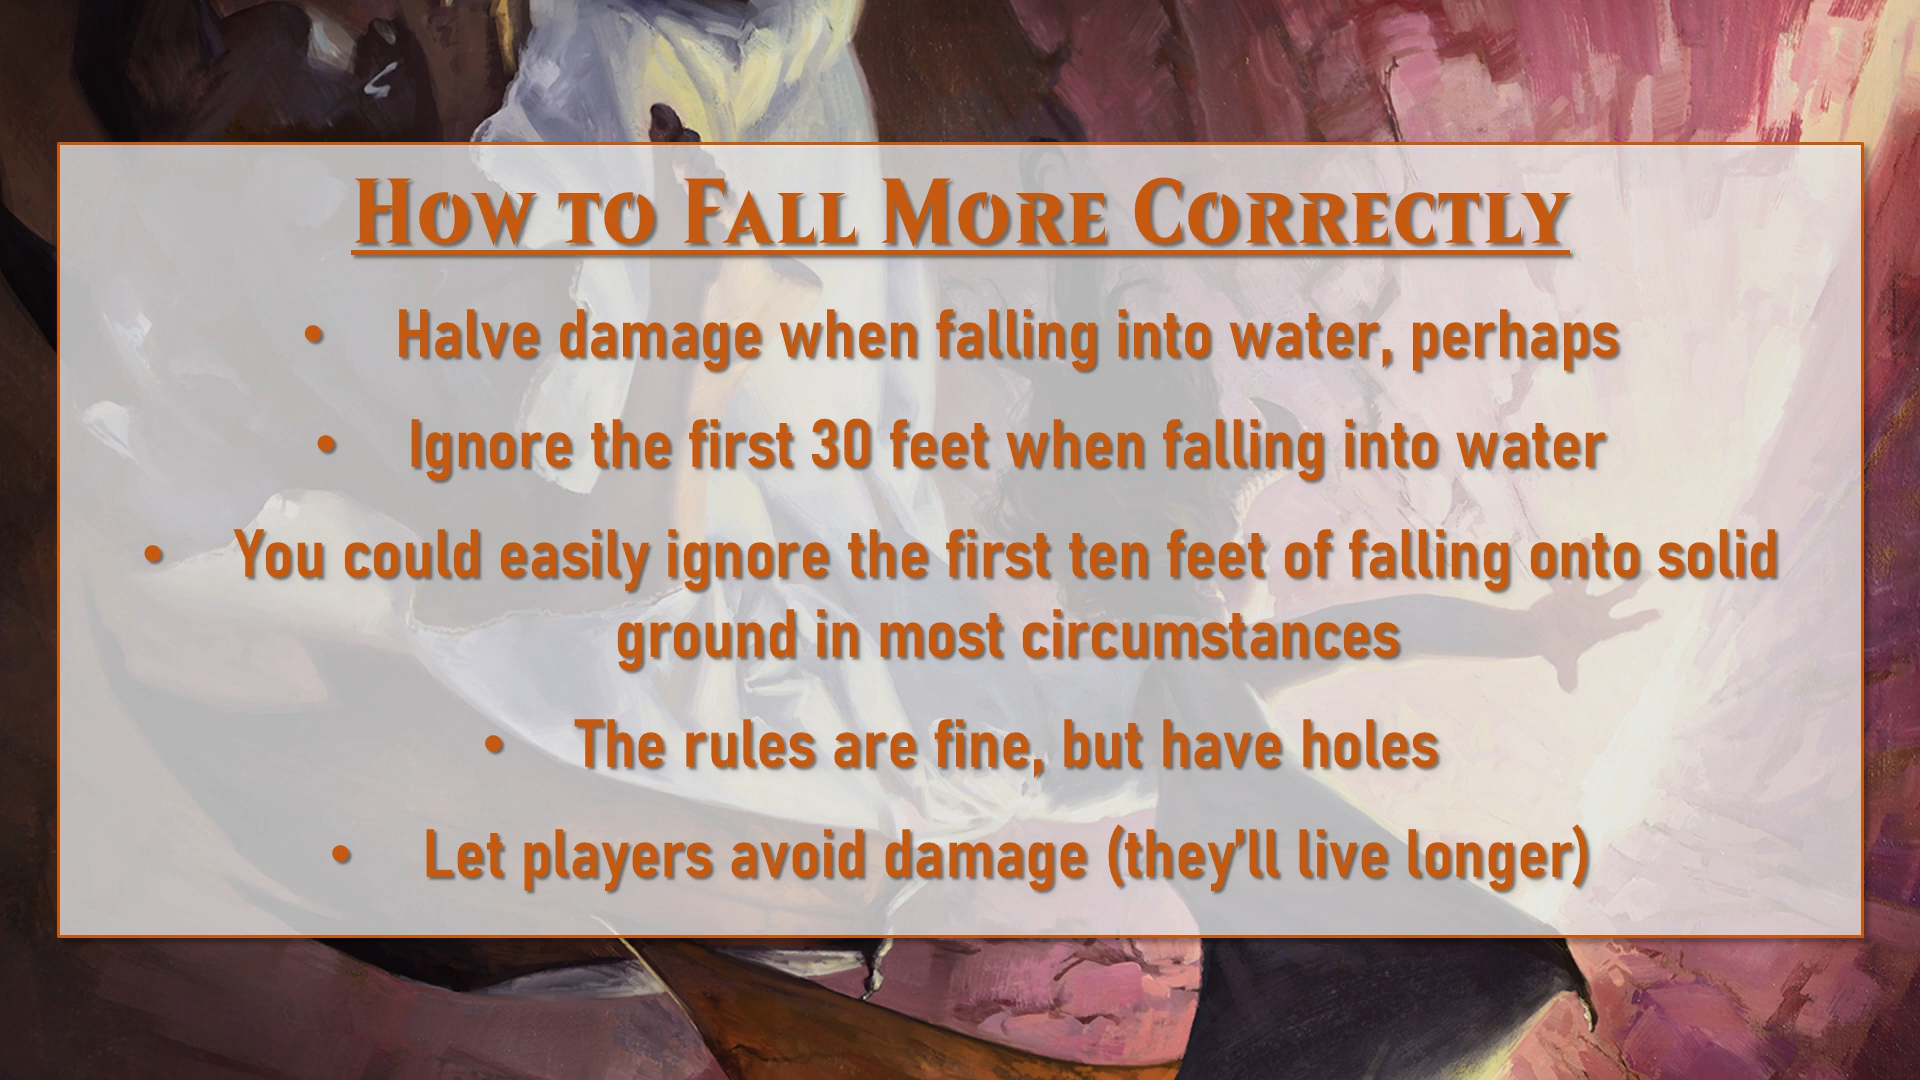 How to Fall More Correctly
• Halve damage when falling into water, perhaps
• Ignore the first 30 feet when falling into water
• You could easily ignore the first ten feet of falling onto solid
ground in most circumstances
• The rules are fine, but have holes
• Let players avoid damage (they'll live longer)